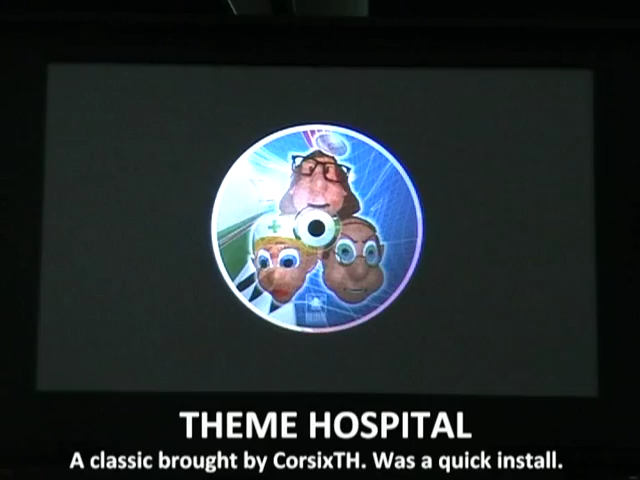 THEME HOSPITAL
A classic brought by CorsixTH. Was a quick install.